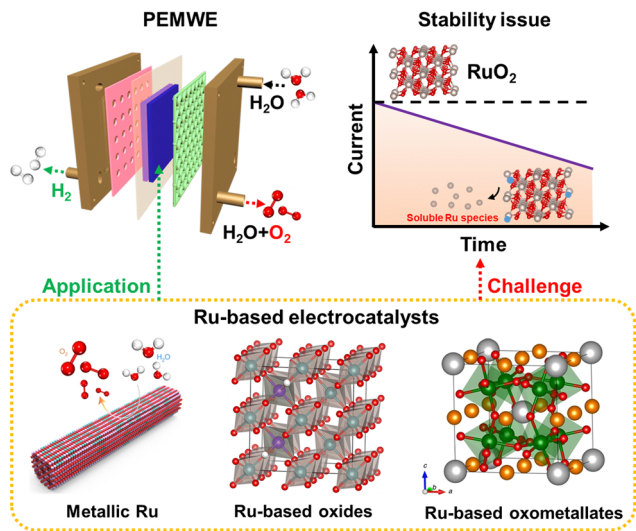 PEMWE
Stability issue
H₂O
H₂
H₂O+O₂
RuO₂
Current
Soluble Ru species
Time
Application
Challenge
Ru-based electrocatalysts
O₂
H₂O
Metallic Ru
Ru-based oxides
c
b
a
Ru-based oxometallates